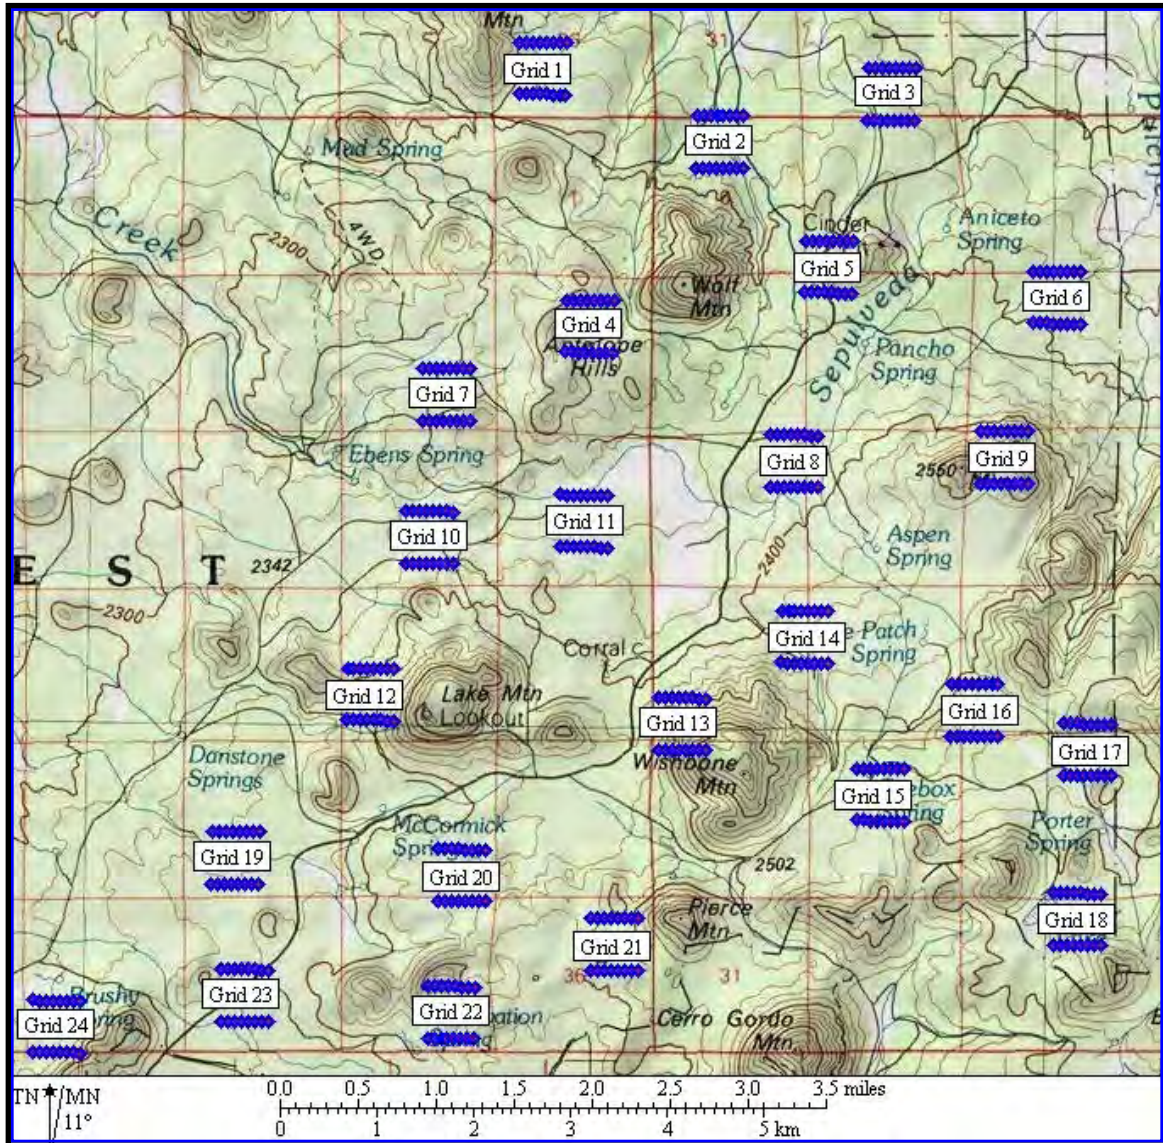 Mtn
Grid 1
31
Grid 3
Grid 2
Mud Spring
Creek
2300
4WD
Cinder
Aniceto
Spring
Grid 5
Grid 6
Wolf
Mtn
Grid 4
Antelope
Hills
Sepulveda
Pancho
Spring
Grid 7
Ebens Spring
Grid 8
Grid 9
2550
Grid 10
Grid 11
Aspen
Spring
2400
E S T
2342
2300
Grid 14
e Patch
Spring
Corral
Grid 12
Lake Mtn
Lookout
Grid 13
Grid 16
Grid 17
Wishbone
Mtn
Danstone
Springs
Grid 15
McCormick
Grid 19
Grid 20
Porter
Spring
2502
Grid 18
Pierce
Mtn
Grid 21
36
31
Grid 23
Grid 22
Brushy
Grid 24
Cerro Gordo
Mtn
TN MN
11°
0.0 0.5 1.0 1.5 2.0 2.5 3.0 3.5 miles
0 1 2 3 4 5 km